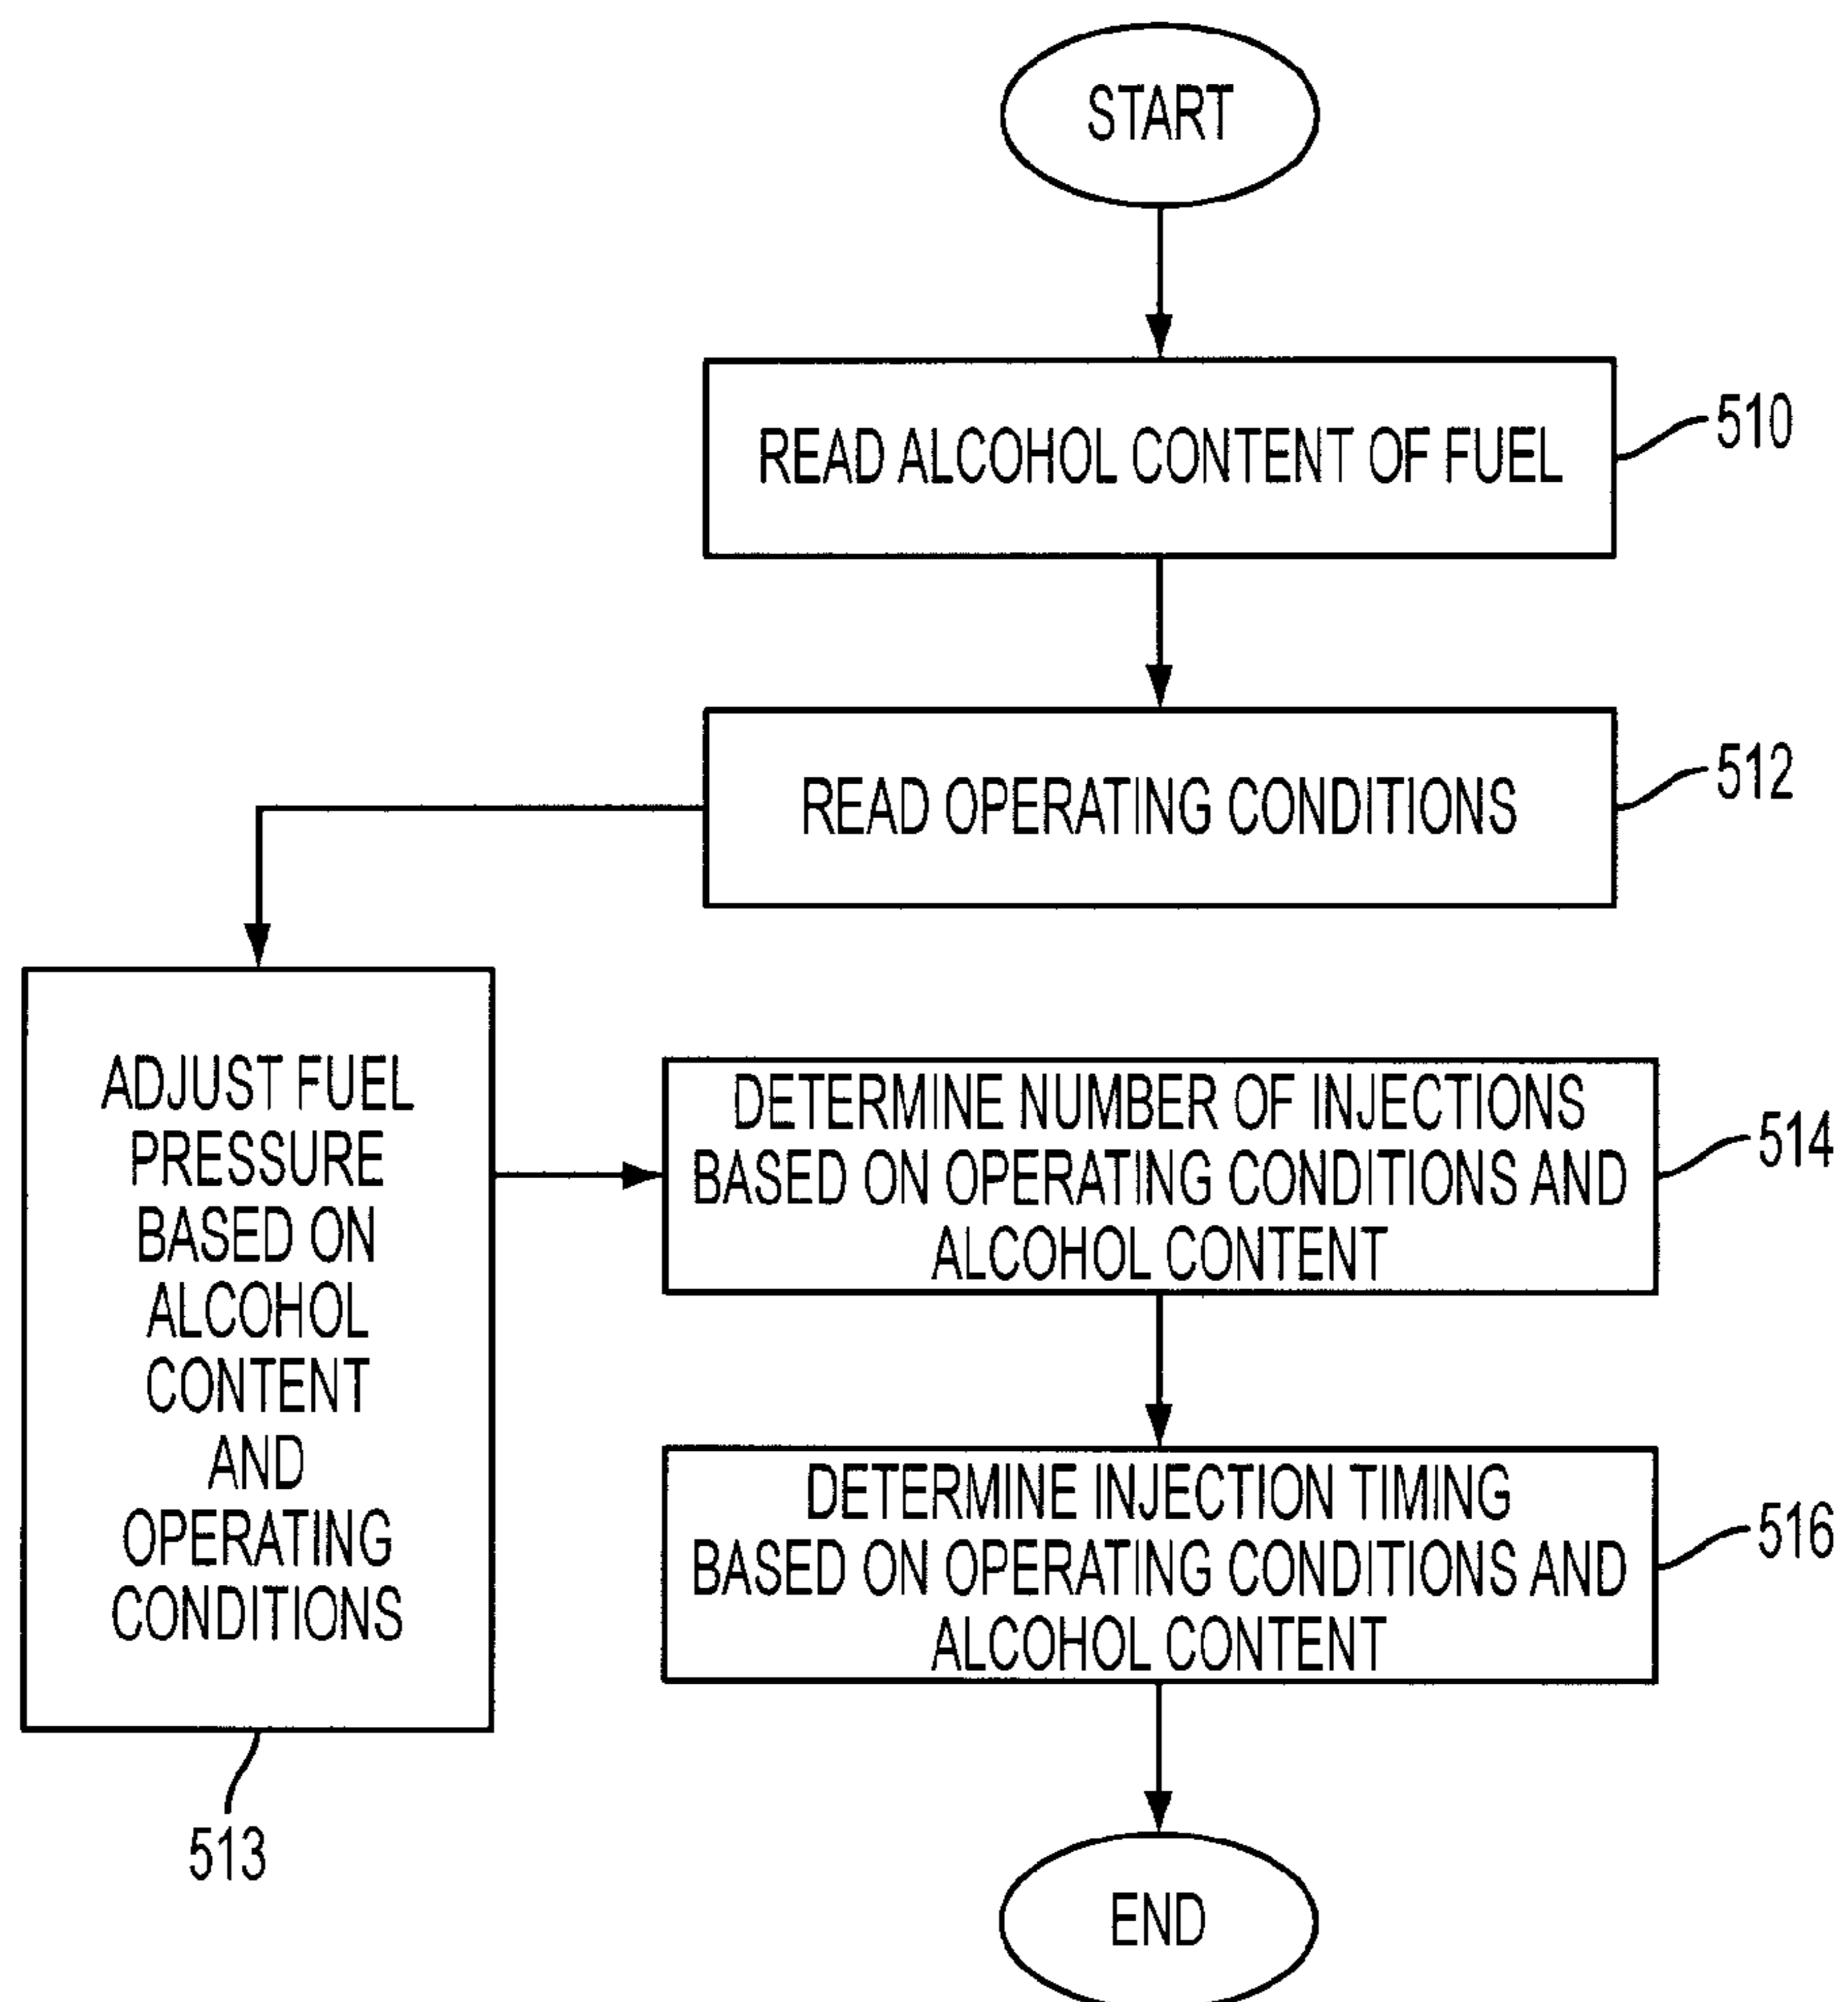 START
READ ALCOHOL CONTENT OF FUEL
510
READ OPERATING CONDITIONS
512
ADJUST FUEL
PRESSURE
BASED ON
ALCOHOL
CONTENT
AND
OPERATING
CONDITIONS
513
DETERMINE NUMBER OF INJECTIONS
BASED ON OPERATING CONDITIONS AND
ALCOHOL CONTENT
514
DETERMINE INJECTION TIMING
BASED ON OPERATING CONDITIONS AND
ALCOHOL CONTENT
516
END